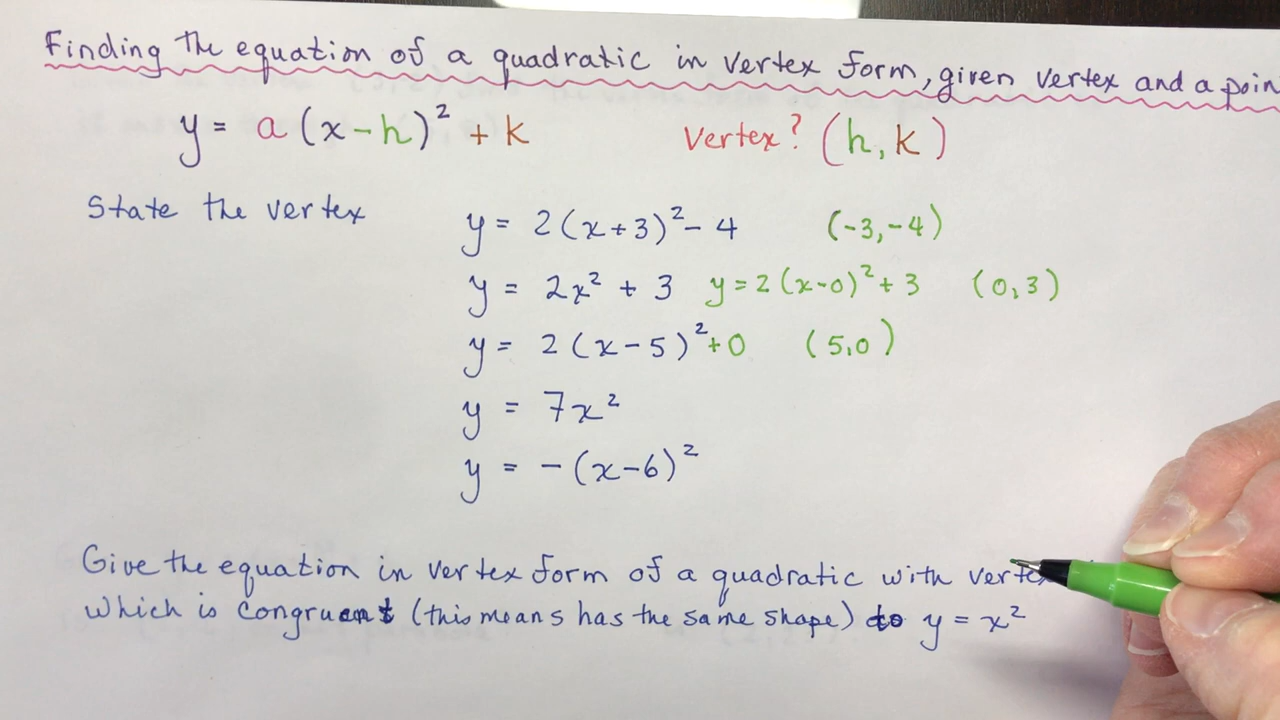 Finding the equation of a quadratic in vertex form, given vertex and a poin
y = a(x-h)² + k Vertex? (h, k)
State the vertex y = 2(x+3)² - 4 (-3,-4)
y = 2x² + 3 y=2(x-0)²+3 (0,3)
y = 2(x-5)²+0 (5,0)
y = 7x²
y = -(x-6)²
Give the equation in vertex form of a quadratic with verte
which is congruent (this means has the same shape) to y = x²